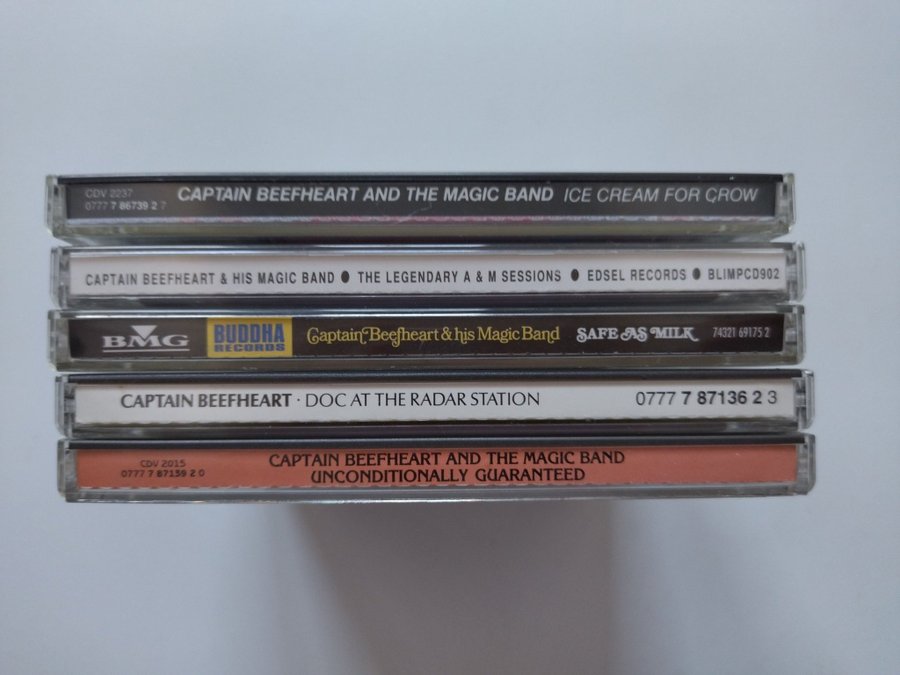 CDV 2237
0777 7 86739 2 7
CAPTAIN BEEFHEART AND THE MAGIC BAND ICE CREAM FOR CROW
CAPTAIN BEEFHEART & HIS MAGIC BAND ● THE LEGENDARY A & M SESSIONS ● EDSEL RECORDS ● BLIMPCD902
BMG
BUDDHA
RECORDS
Captain Beefheart & his Magic Band SAFE AS MILK 74321 69175 2
CAPTAIN BEEFHEART · DOC AT THE RADAR STATION 0777 7 87136 2 3
CDV 2015
0777 7 87139 2 0
CAPTAIN BEEFHEART AND THE MAGIC BAND
UNCONDITIONALLY GUARANTEED